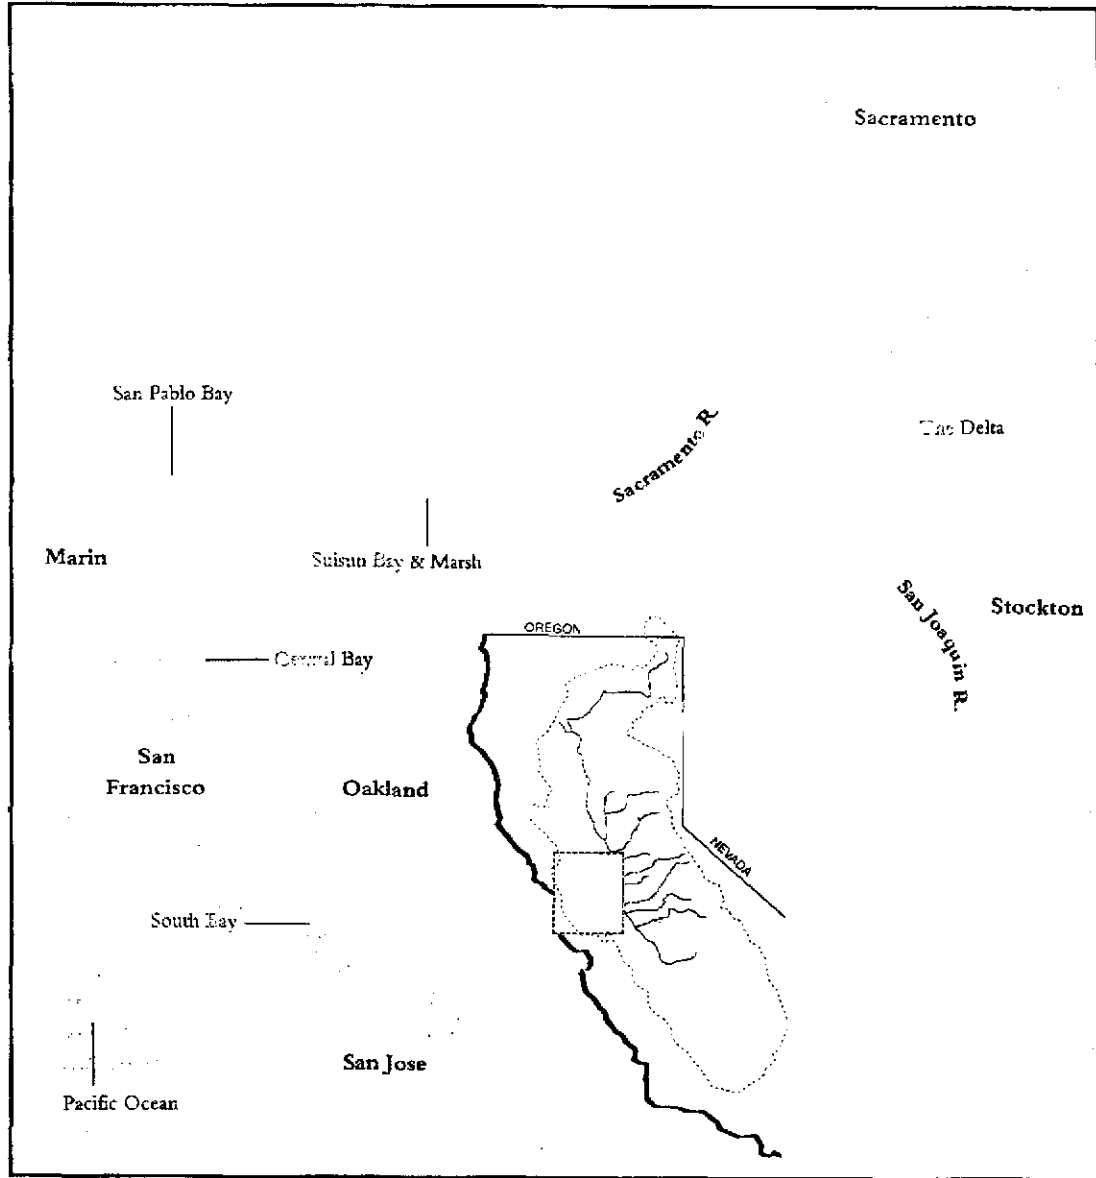 Sacramento
San Pablo Bay
Sacramento R.
The Delta
Marin
Suisun Bay & Marsh
San Joaquin R.
Stockton
OREGON
Central Bay
San
Francisco
Oakland
NEVADA
South Bay
San Jose
Pacific Ocean